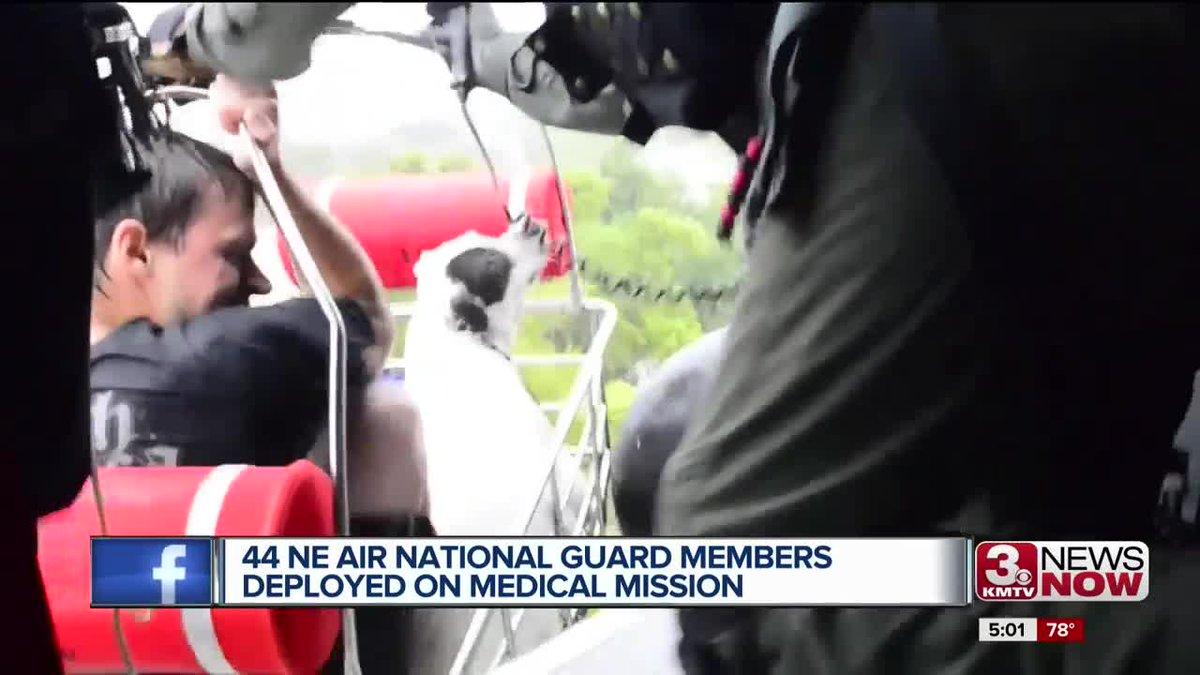 f
44 NE AIR NATIONAL GUARD MEMBERS
DEPLOYED ON MEDICAL MISSION
3
KMTV
NEWS
NOW
5:01 78°